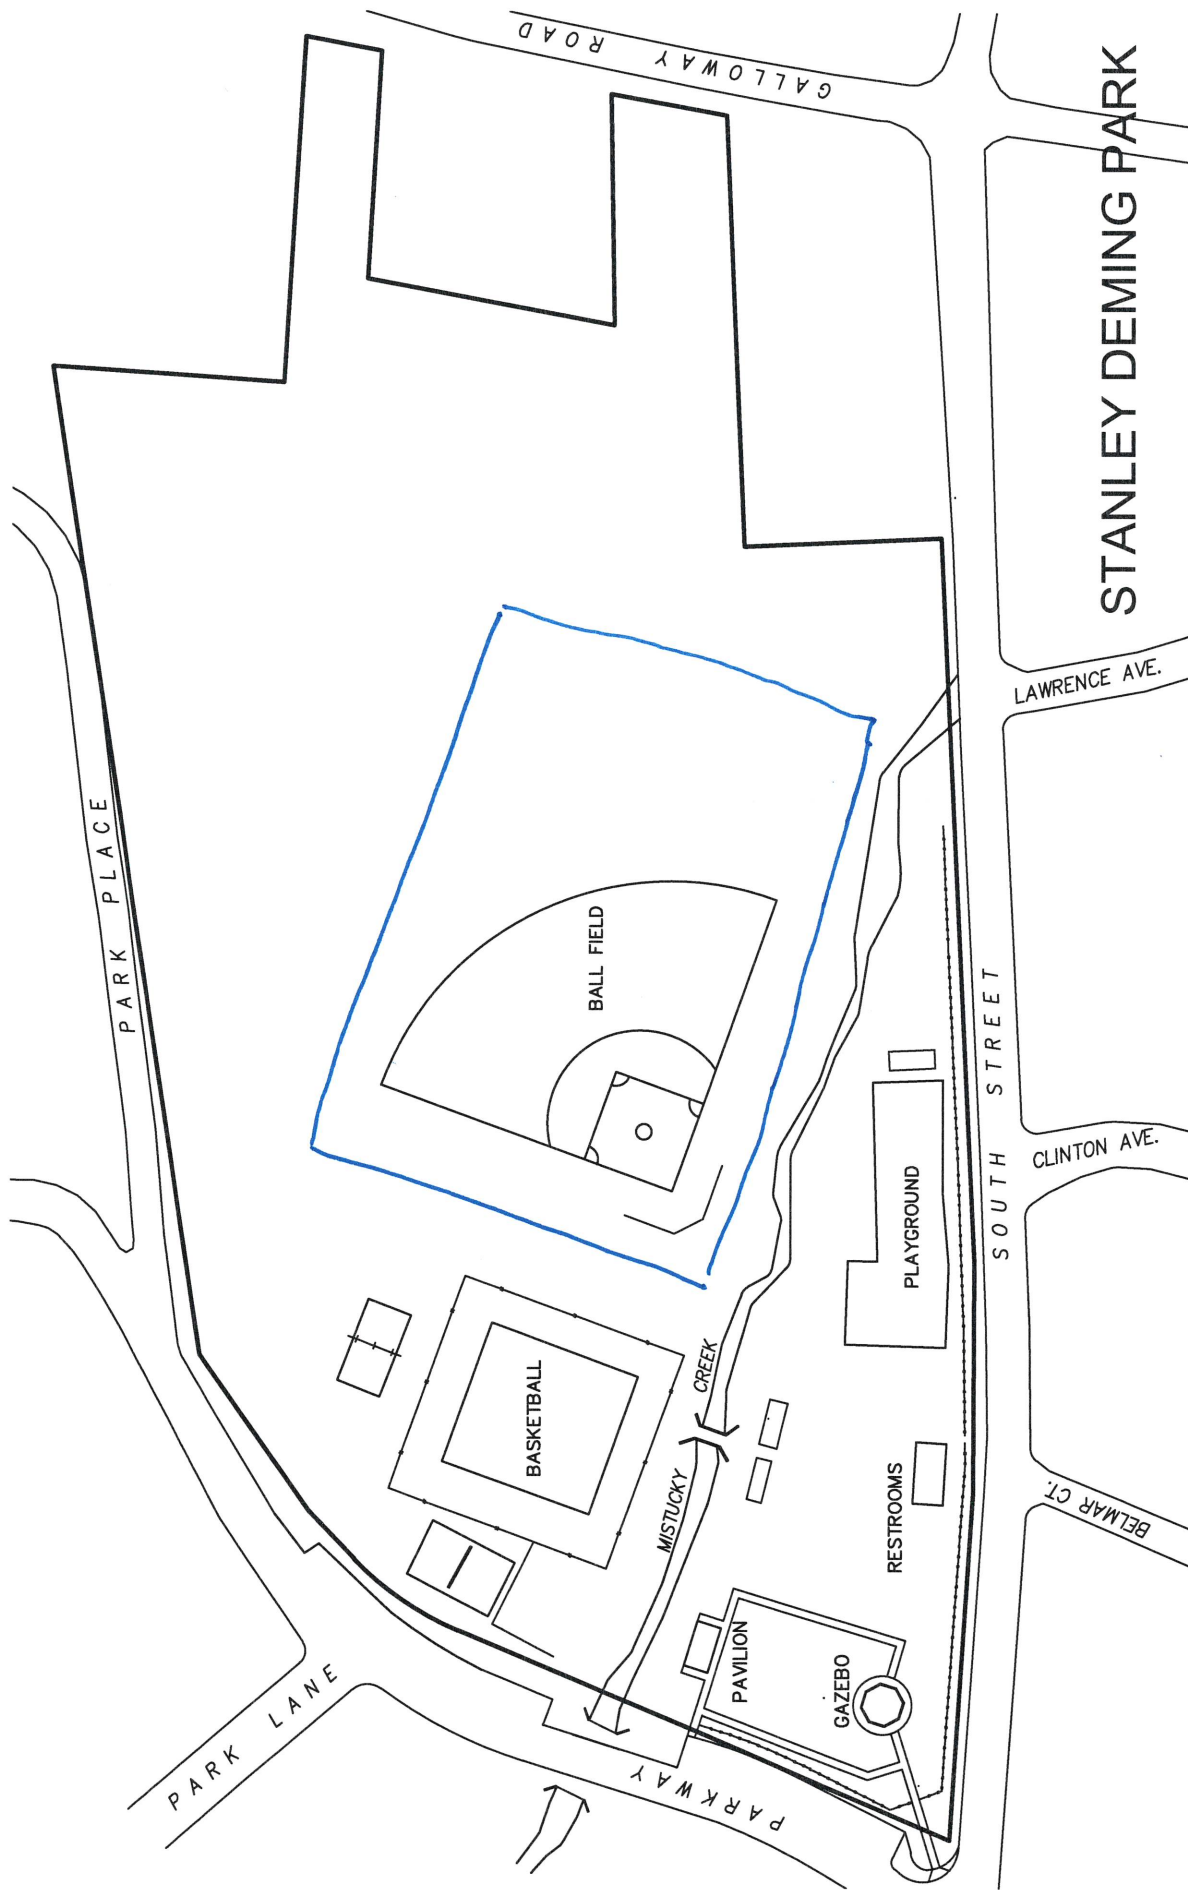 GALLOWAY ROAD
STANLEY DEMING PARK
PARK PLACE
LAWRENCE AVE.
BALL FIELD
SOUTH STREET
CLINTON AVE.
PLAYGROUND
BASKETBALL
CREEK
MISTUCKY
RESTROOMS
BELMAR CT.
PAVILION
GAZEBO
PARK LANE
PARKWAY